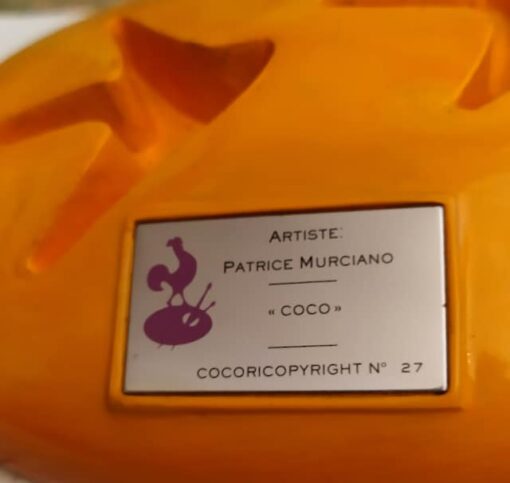 ARTISTE:
PATRICE MURCIANO
« COCO »
COCORICOPYRIGHT N° 27